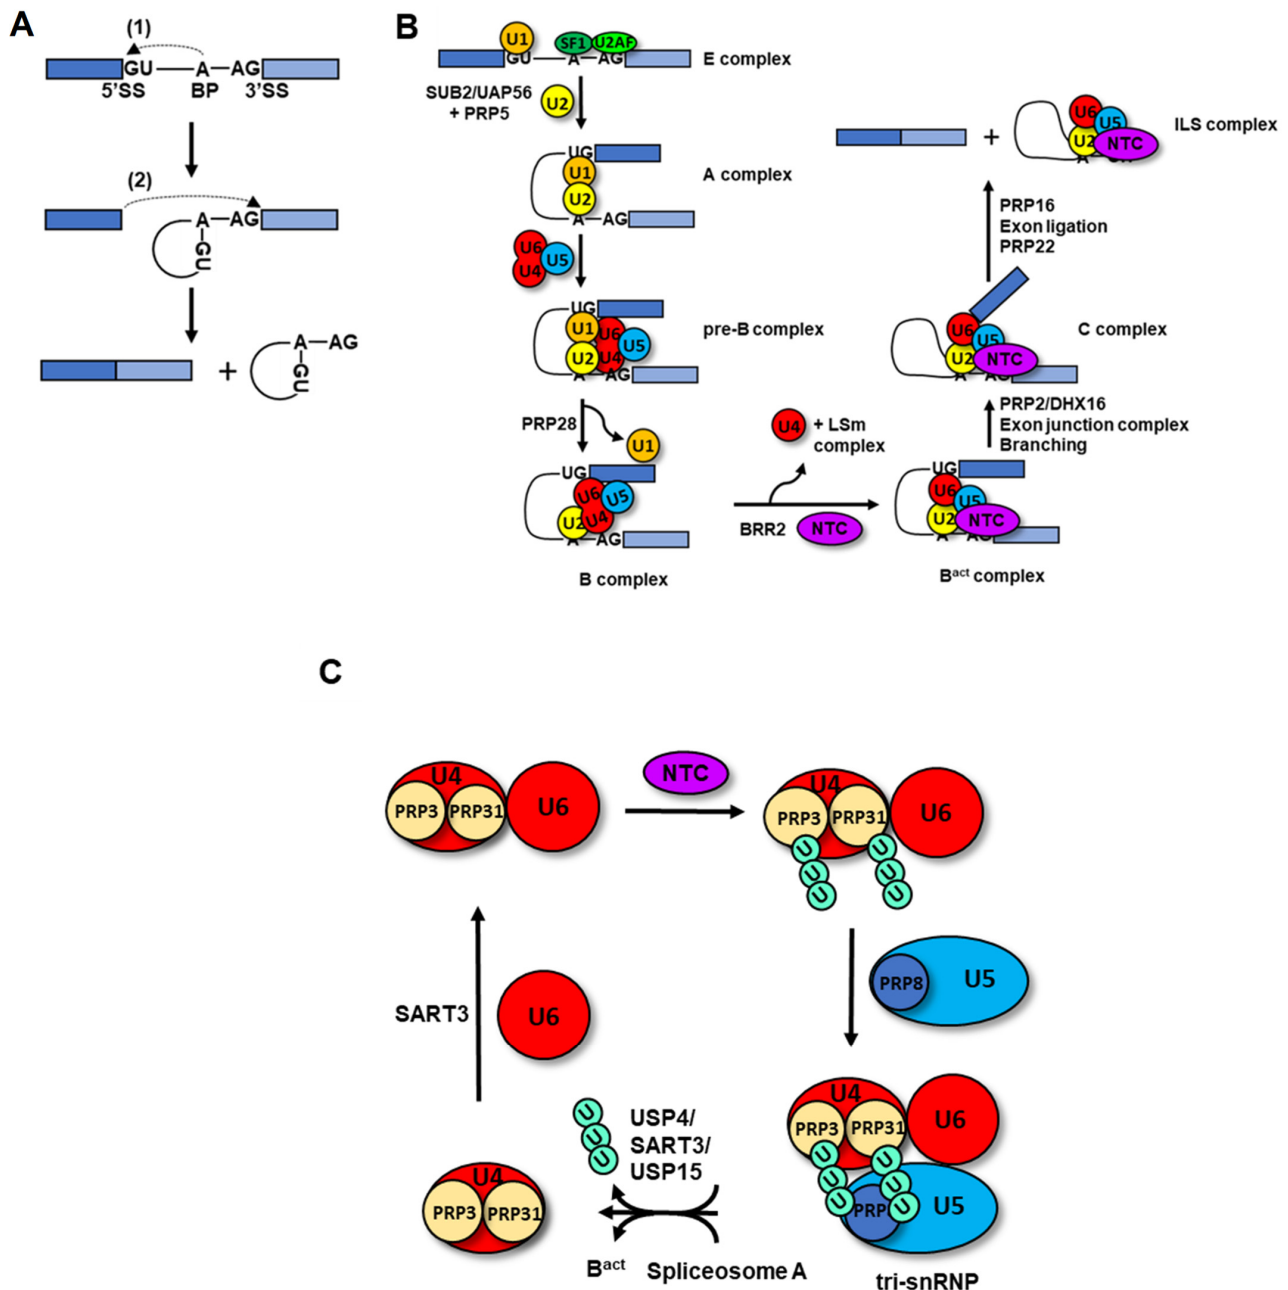 A
(1)
GU A AG
5'SS BP 3'SS
(2)
A AG
GU
+
A AG
GU
B
U1 SF1 U2AF
GU A AG
E complex
SUB2/UAP56
+ PRP5
U2
UG
U1
U2
A AG
A complex
U6
U4 U5
UG
U1 U6
U5
U2 U4
A AG
pre-B complex
PRP28
U1
UG
U6 U5
U2 U4
A AG
B complex
U4 + LSm
complex
BRR2 NTC
UG
U6
U5
U2 NTC
A AG
Bact complex
PRP2/DHX16
Exon junction complex
Branching
U6
U5
U2 NTC
A AG
C complex
PRP16
Exon ligation
PRP22
+
U6
U5
U2 NTC
A
ILS complex
C
U4
PRP3 PRP31 U6
NTC
U4
PRP3 PRP31 U6
U U
U U
U U
PRP8 U5
U4
PRP3 PRP31 U6
U U
U U
U U
PRP U5
tri-snRNP
U
U
U
USP4/
SART3/
USP15
Bact Spliceosome A
U4
PRP3 PRP31
SART3 U6